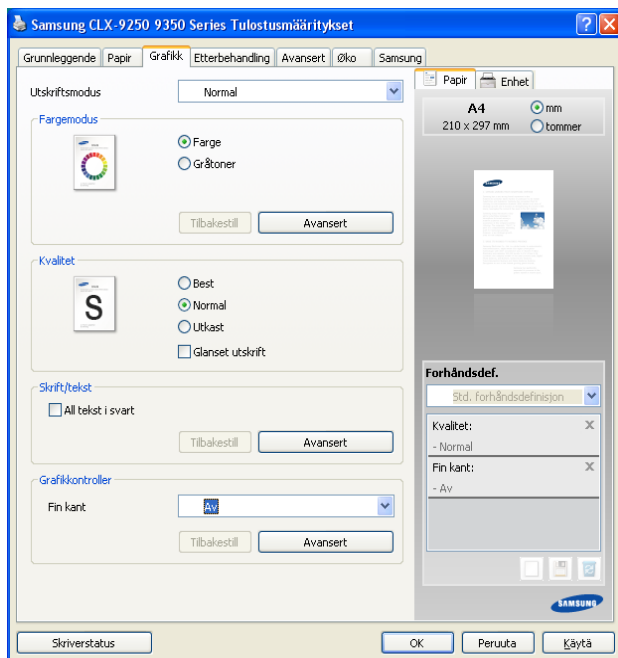 Samsung CLX-9250 9350 Series Tulostusmääritykset
Grunnleggende Papir Grafikk Etterbehandling Avansert Øko Samsung
Utskriftsmodus Normal
Fargemodus
Farge
Gråtoner
Tilbakestill Avansert
Kvalitet
S
Best
Normal
Utkast
Glanset utskrift
Skrift/tekst
All tekst i svart
Tilbakestill Avansert
Grafikkontroller
Fin kant Av
Tilbakestill Avansert
Papir Enhet
A4
210 x 297 mm
mm
tommer
Forhåndsdef.
Std. forhåndsdefinisjon
Kvalitet:
- Normal
Fin kant:
- Av
SAMSUNG
Skriverstatus OK Peruuta Käytä